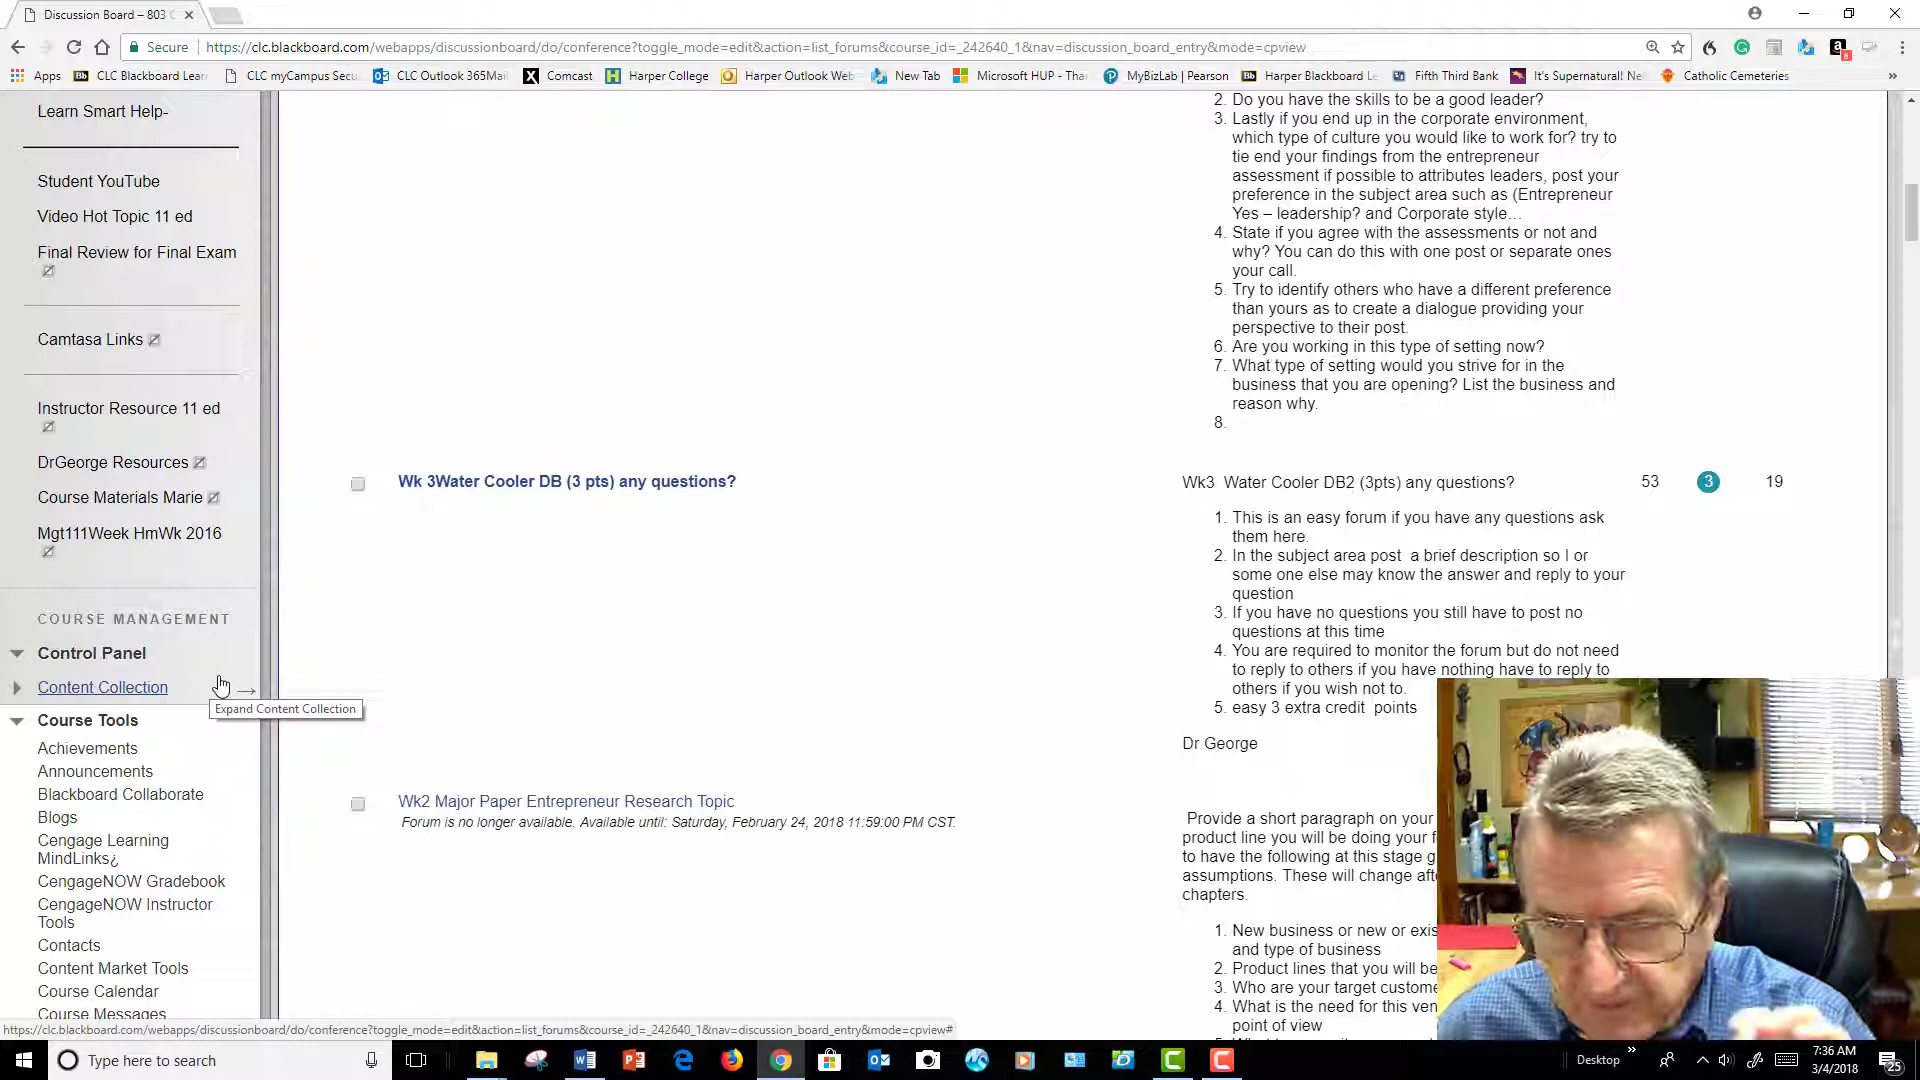 Discussion Board – 803
Secure
https://clc.blackboard.com/webapps/discussionboard/do/conference?toggle_mode=edit&action=list_forums&course_id=_242640_1&nav=discussion_board_entry&mode=cpview
Apps
CLC Blackboard Lear
CLC myCampus Secu
CLC Outlook 365Mail
Comcast
Harper College
Harper Outlook Web
New Tab
Microsoft HUP - Tha
MyBizLab | Pearson
Harper Blackboard Le
Fifth Third Bank
It's Supernatural! Ne
Catholic Cemeteries
Learn Smart Help-
Student YouTube
Video Hot Topic 11 ed
Final Review for Final Exam
Camtasa Links
Instructor Resource 11 ed
DrGeorge Resources
Course Materials Marie
Mgt111Week HmWk 2016
COURSE MANAGEMENT
Control Panel
Content Collection
Expand Content Collection
Course Tools
Achievements
Announcements
Blackboard Collaborate
Blogs
Cengage Learning
MindLinks¿
CengageNOW Gradebook
CengageNOW Instructor
Tools
Contacts
Content Market Tools
Course Calendar
Course Messages
2. Do you have the skills to be a good leader?
3. Lastly if you end up in the corporate environment,
which type of culture you would like to work for? try to
tie end your findings from the entrepreneur
assessment if possible to attributes leaders, post your
preference in the subject area such as (Entrepreneur
Yes – leadership? and Corporate style…
4. State if you agree with the assessments or not and
why? You can do this with one post or separate ones
your call.
5. Try to identify others who have a different preference
than yours as to create a dialogue providing your
perspective to their post.
6. Are you working in this type of setting now?
7. What type of setting would you strive for in the
business that you are opening? List the business and
reason why.
8.
Wk 3Water Cooler DB (3 pts) any questions?
Wk3 Water Cooler DB2 (3pts) any questions?
53
3
19
1. This is an easy forum if you have any questions ask
them here.
2. In the subject area post a brief description so I or
some one else may know the answer and reply to your
question
3. If you have no questions you still have to post no
questions at this time
4. You are required to monitor the forum but do not need
to reply to others if you have nothing have to reply to
others if you wish not to.
5. easy 3 extra credit points
Dr George
Wk2 Major Paper Entrepreneur Research Topic
Forum is no longer available. Available until: Saturday, February 24, 2018 11:59:00 PM CST.
Provide a short paragraph on your
product line you will be doing your f
to have the following at this stage g
assumptions. These will change afte
chapters.
1. New business or new or exis
and type of business
2. Product lines that you will be
3. Who are your target custome
4. What is the need for this ven
point of view
https://clc.blackboard.com/webapps/discussionboard/do/conference?toggle_mode=edit&action=list_forums&course_id=_242640_1&nav=discussion_board_entry&mode=cpview#
Type here to search
Desktop
7:36 AM
3/4/2018
25